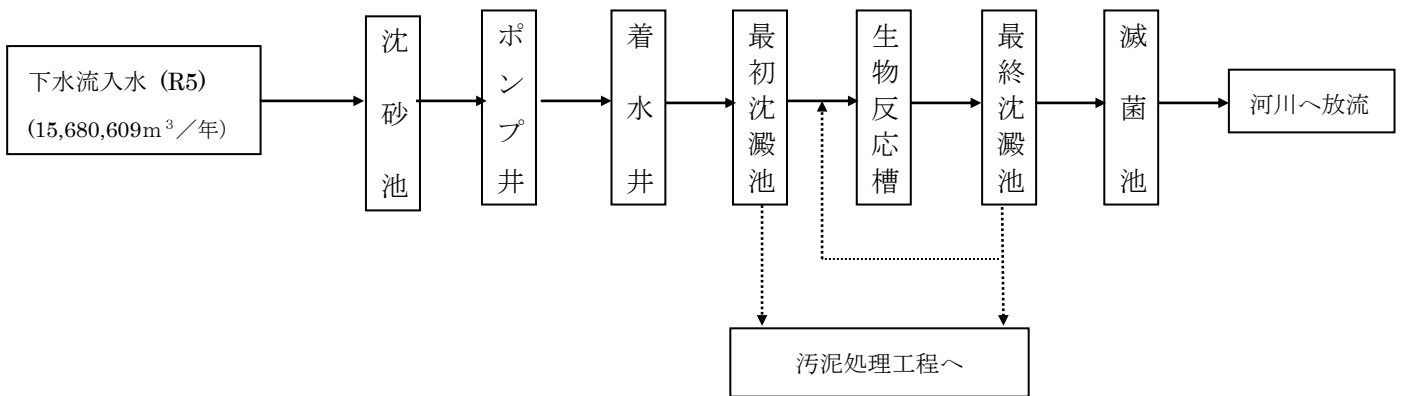 下水流入水 (R5)
(15,680,609m³/年)
沈砂池
ポンプ井
着水井
最初沈澱池
生物反応槽
最終沈澱池
滅菌池
河川へ放流
汚泥処理工程へ